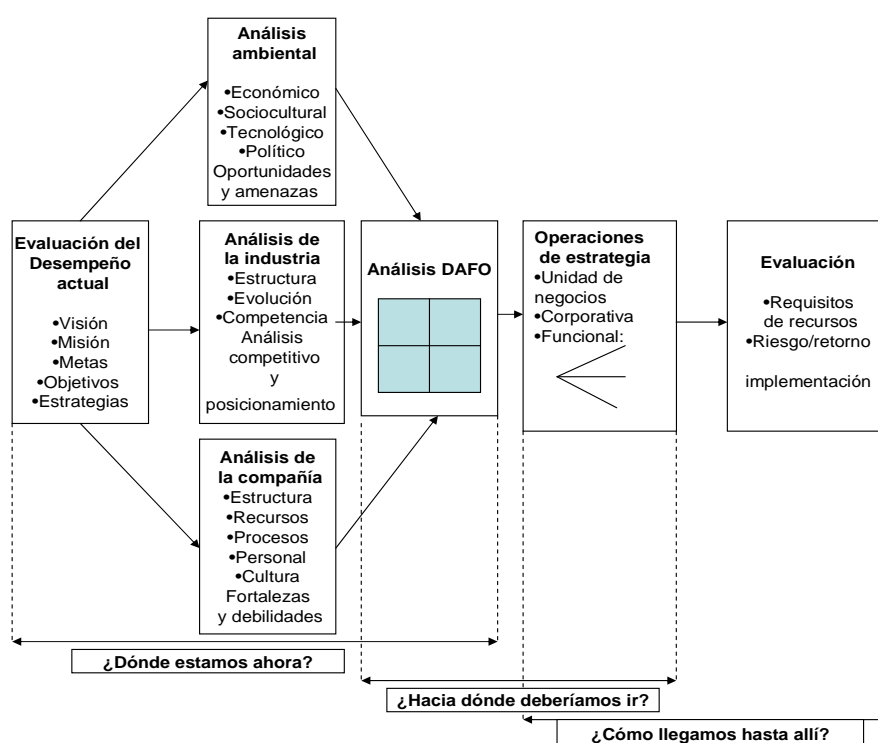 Análisis
ambiental
•Económico
•Sociocultural
•Tecnológico
•Político
Oportunidades
y amenazas
Evaluación del
Desempeño
actual
•Visión
•Misión
•Metas
•Objetivos
•Estrategias
Análisis de
la industria
•Estructura
•Evolución
•Competencia
Análisis
competitivo
y
posicionamiento
Análisis de
la compañía
•Estructura
•Recursos
•Procesos
•Personal
•Cultura
Fortalezas
y debilidades
Análisis DAFO
Operaciones
de estrategia
•Unidad de
negocios
•Corporativa
•Funcional:
Evaluación
•Requisitos
de recursos
•Riesgo/retorno
implementación
¿Dónde estamos ahora?
¿Hacia dónde deberíamos ir?
¿Cómo llegamos hasta allí?